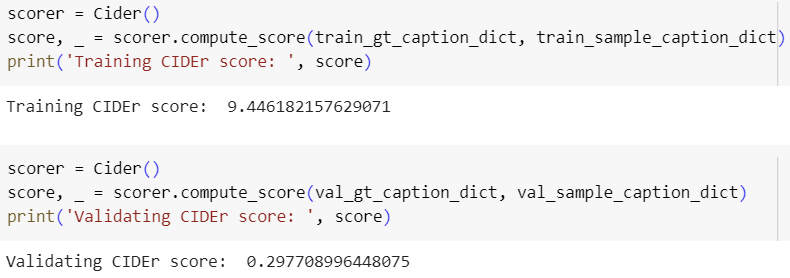 scorer = Cider()
score, _ = scorer.compute_score(train_gt_caption_dict, train_sample_caption_dict)
print('Training CIDEr score: ', score)
Training CIDEr score:  9.446182157629071
scorer = Cider()
score, _ = scorer.compute_score(val_gt_caption_dict, val_sample_caption_dict)
print('Validating CIDEr score: ', score)
Validating CIDEr score:  0.297708996448075